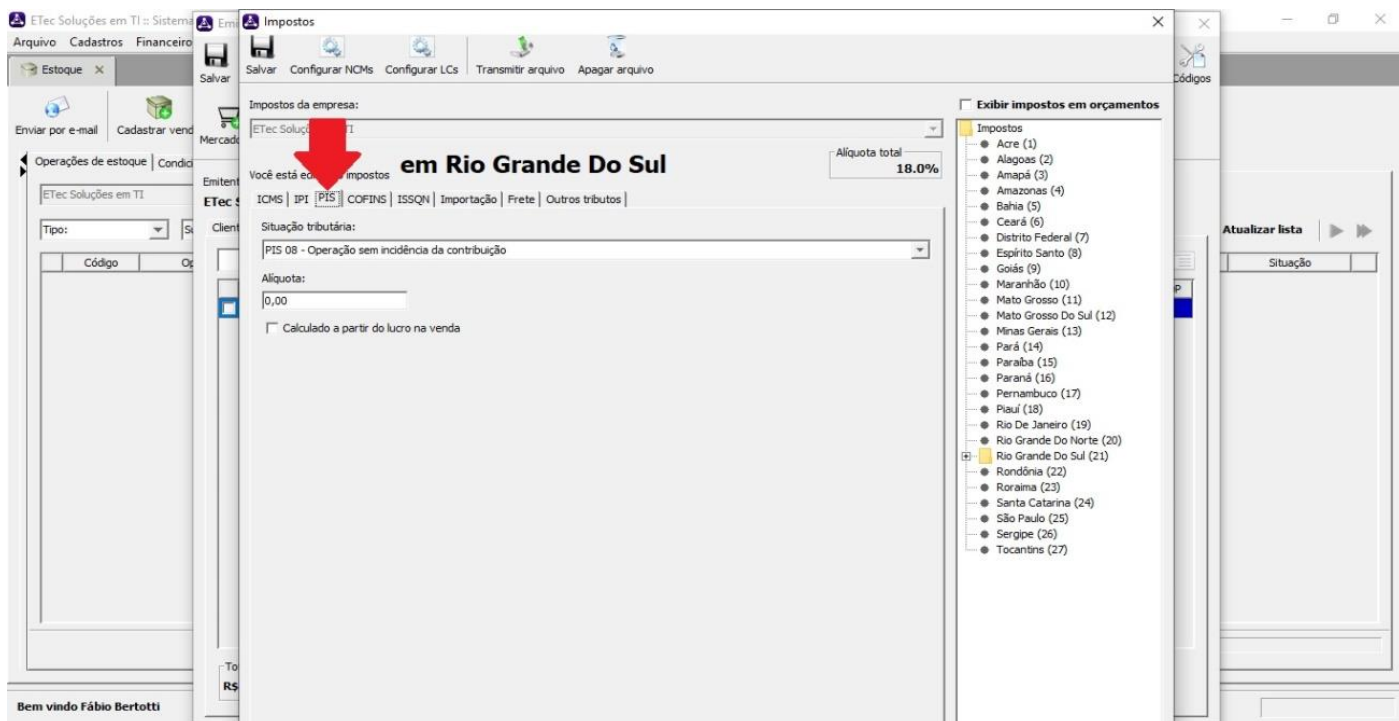 ETec Soluções em TI :: Sistema
Arquivo Cadastros Financeiro
Estoque
Enviar por e-mail
Cadastrar vend
Operações de estoque
Condic
ETec Soluções em TI
Tipo:
Código
Op
Bem vindo Fábio Bertotti
Emi
Salvar
Mercado
Emitent
ETec S
Client
To
R$
Impostos
Salvar
Configurar NCMs
Configurar LCs
Transmitir arquivo
Apagar arquivo
Impostos da empresa:
ETec Soluç TI
Você está ed impostos
em Rio Grande Do Sul
Alíquota total
18.0%
ICMS
IPI
PIS
COFINS
ISSQN
Importação
Frete
Outros tributos
Situação tributária:
PIS 08 - Operação sem incidência da contribuição
Alíquota:
0,00
Calculado a partir do lucro na venda
Exibir impostos em orçamentos
Impostos
Acre (1)
Alagoas (2)
Amapá (3)
Amazonas (4)
Bahia (5)
Ceará (6)
Distrito Federal (7)
Espírito Santo (8)
Goiás (9)
Maranhão (10)
Mato Grosso (11)
Mato Grosso Do Sul (12)
Minas Gerais (13)
Pará (14)
Paraíba (15)
Paraná (16)
Pernambuco (17)
Piauí (18)
Rio De Janeiro (19)
Rio Grande Do Norte (20)
Rio Grande Do Sul (21)
Rondônia (22)
Roraima (23)
Santa Catarina (24)
São Paulo (25)
Sergipe (26)
Tocantins (27)
Códigos
Atualizar lista
Situação